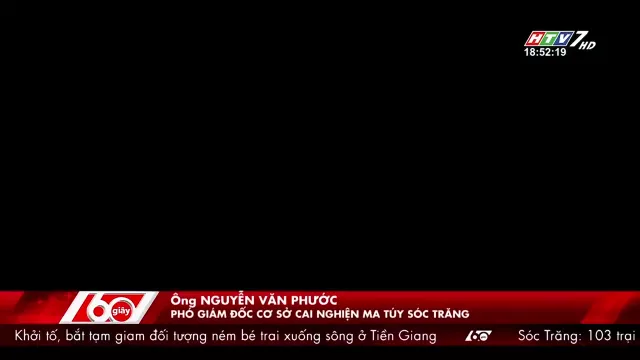 HTV7 HD
18:52:19
60 giây
Ông NGUYỄN VĂN PHƯỚC
PHÓ GIÁM ĐỐC CƠ SỞ CAI NGHIỆN MA TÚY SÓC TRĂNG
Khởi tố, bắt tạm giam đối tượng ném bé trai xuống sông ở Tiền Giang 60 Sóc Trăng: 103 trại